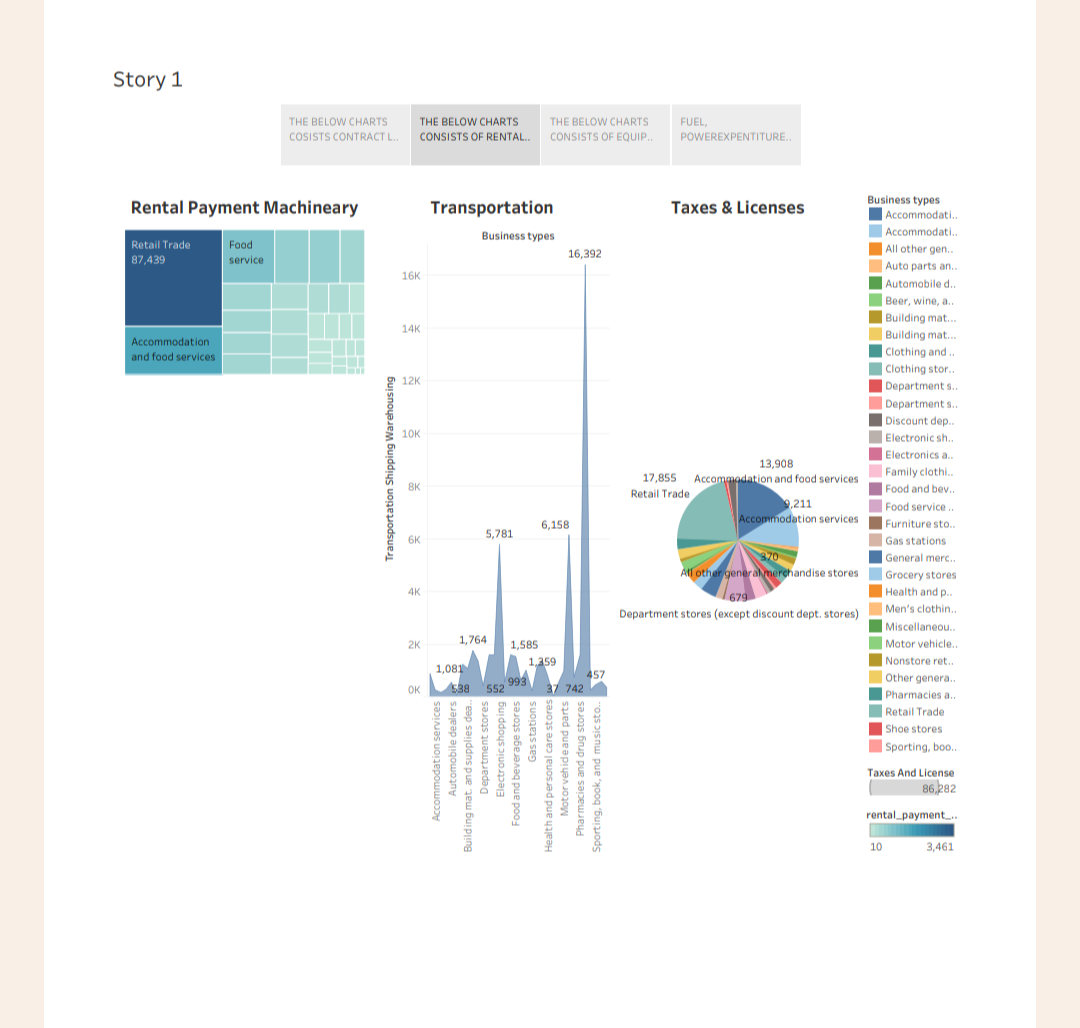 Story 1
THE BELOW CHARTS
COSISTS CONTRACT L..
THE BELOW CHARTS
CONSISTS OF RENTAL..
THE BELOW CHARTS
CONSISTS OF EQUIP..
FUEL,
POWEREXPENTITURE..
Rental Payment Machineary
Retail Trade
87,439
Food
service
Accommodation
and food services
Transportation
Business types
Transportation Shipping Warehousing
16K
14K
12K
10K
8K
6K
4K
2K
0K
16,392
6,158
5,781
1,764
1,585
1,359
1,081
538
552
993
37
742
457
Accommodation services
Automobile dealers
Building mat. and supplies dea..
Department stores
Electronic shopping
Food and beverage stores
Gas stations
Health and personal care stores
Motor vehicle and parts
Pharmacies and drug stores
Sporting, book, and music sto..
Taxes & Licenses
13,908
Accommodation and food services
17,855
Retail Trade
9,211
Accommodation services
370
All other general merchandise stores
679
Department stores (except discount dept. stores)
Business types
Accommodati..
Accommodati..
All other gen..
Auto parts an..
Automobile d..
Beer, wine, a..
Building mat...
Building mat...
Clothing and ..
Clothing stor..
Department s..
Department s..
Discount dep..
Electronic sh..
Electronics a..
Family clothi..
Food and bev..
Food service ..
Furniture sto..
Gas stations
General merc..
Grocery stores
Health and p..
Men's clothin..
Miscellaneou..
Motor vehicle..
Nonstore ret..
Other genera..
Pharmacies a..
Retail Trade
Shoe stores
Sporting, boo..
Taxes And License
86,282
rental_payment_..
10
3,461